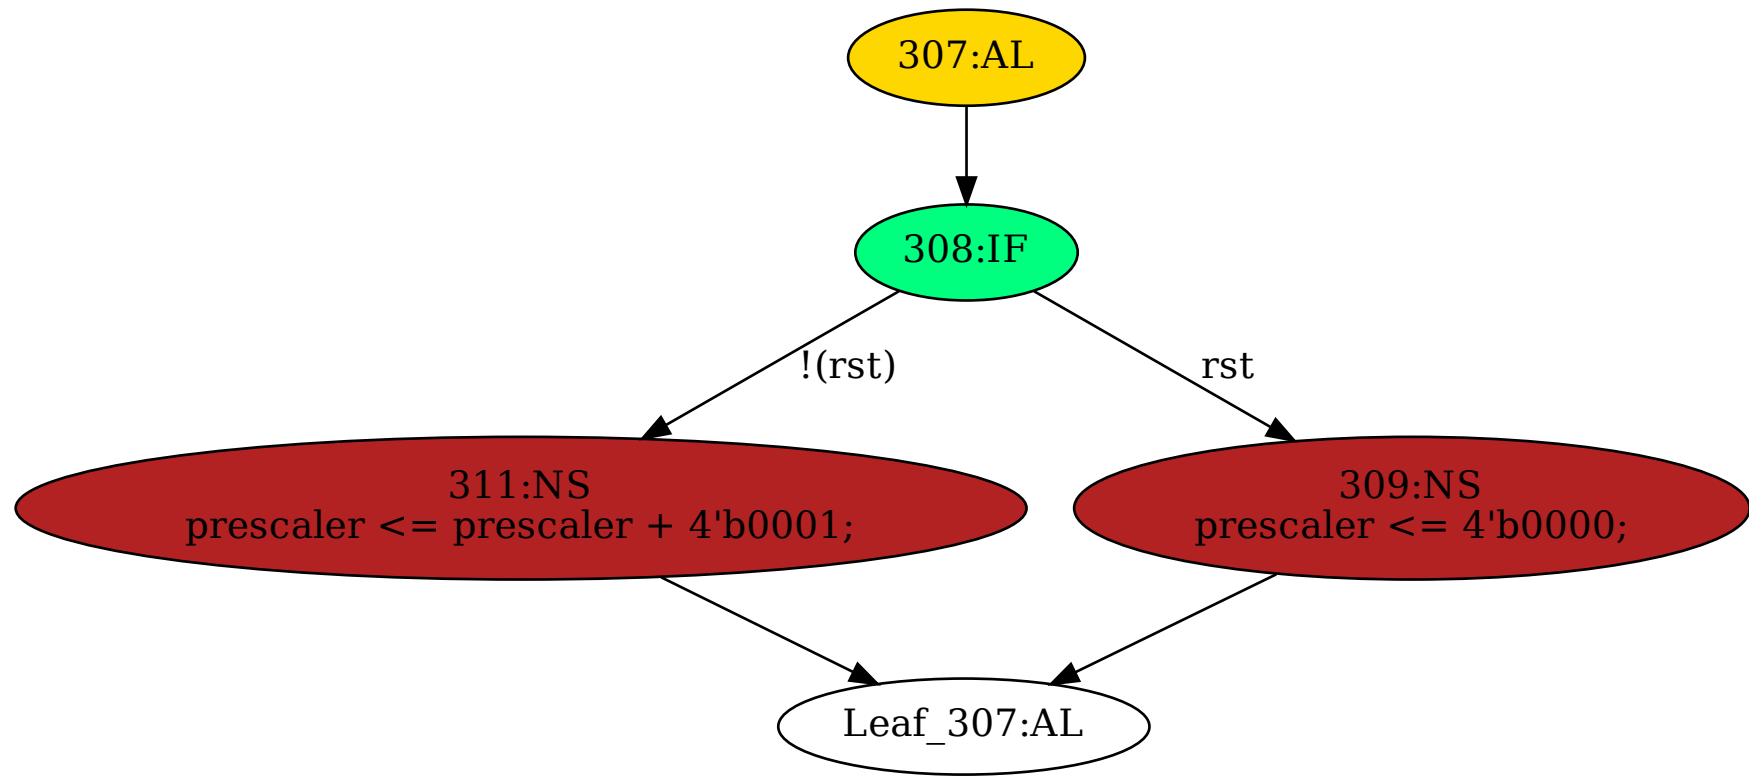 307:AL
308:IF
!(rst)
rst
311:NS
prescaler <= prescaler + 4'b0001;
309:NS
prescaler <= 4'b0000;
Leaf_307:AL